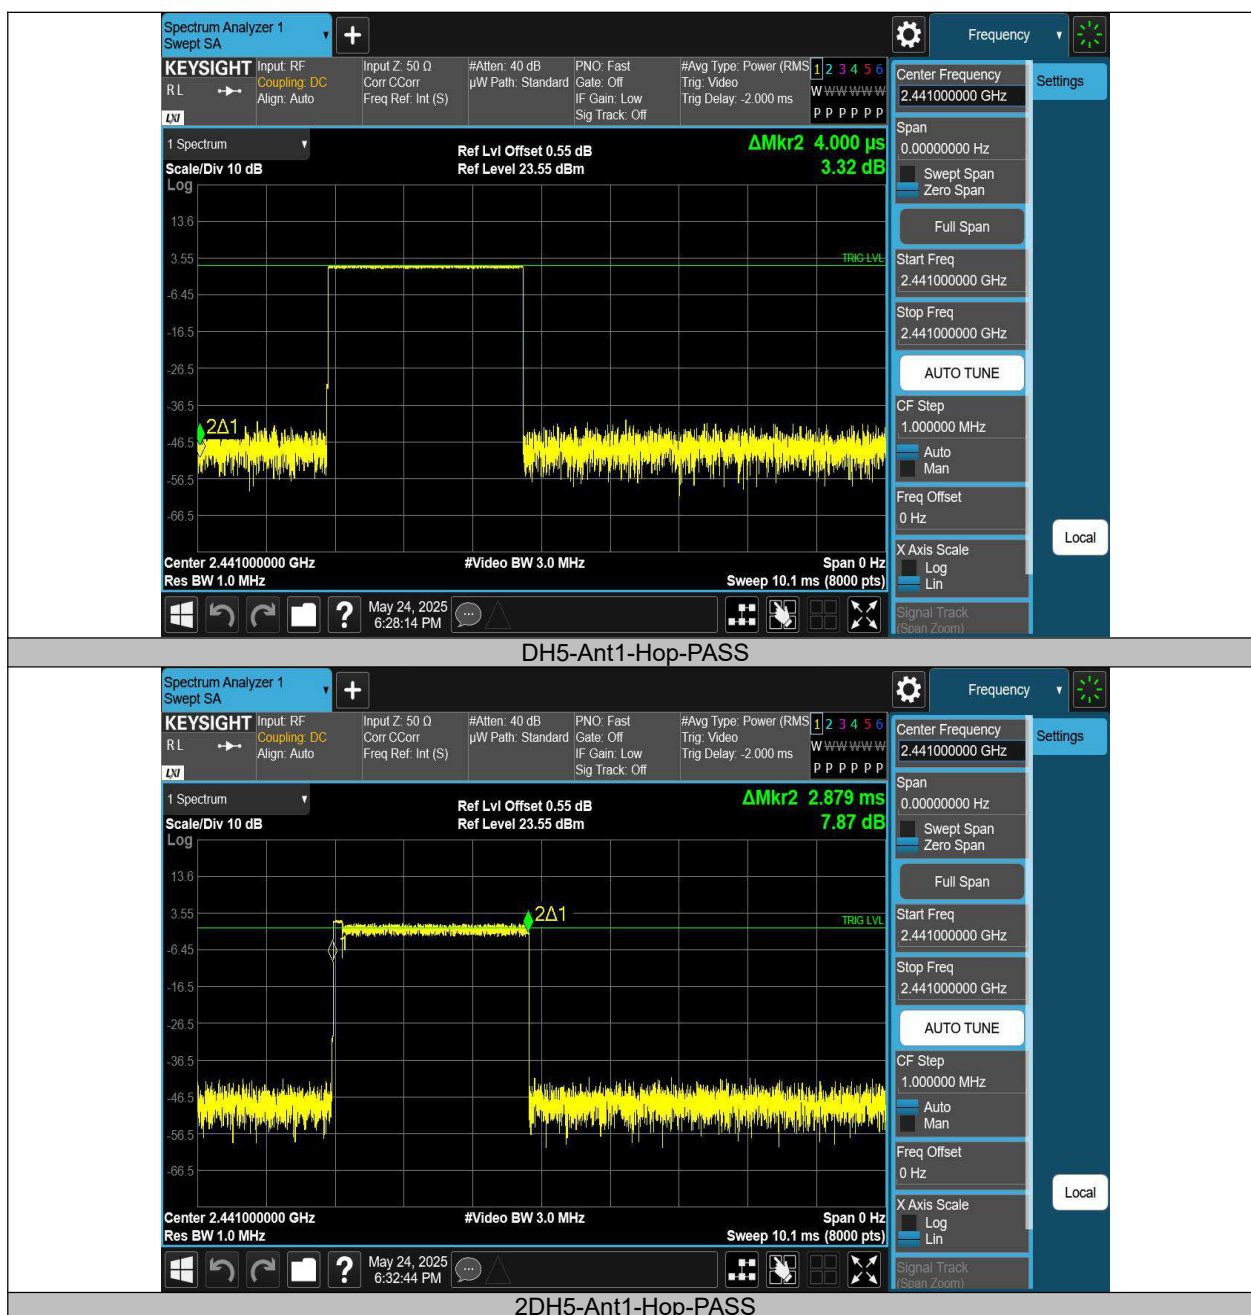 Spectrum Analyzer 1
Swept SA
Frequency
KEYSIGHT
Input: RF
Input Z: 50 Ω
#Atten: 40 dB
PNO: Fast
#Avg Type: Power (RMS
1 2 3 4 5 6
R L
Coupling: DC
Corr CCorr
µW Path: Standard
Gate: Off
Trig: Video
W W W W W W
Align: Auto
Freq Ref: Int (S)
IF Gain: Low
Trig Delay: -2.000 ms
LXI
Sig Track: Off
P P P P P P
Center Frequency
2.441000000 GHz
Settings
Span
0.00000000 Hz
Swept Span
Zero Span
Full Span
Start Freq
2.441000000 GHz
Stop Freq
2.441000000 GHz
AUTO TUNE
CF Step
1.000000 MHz
Auto
Man
Freq Offset
0 Hz
X Axis Scale
Log
Lin
Signal Track
(Span Zoom)
Local
1 Spectrum
Ref Lvl Offset 0.55 dB
ΔMkr2 4.000 µs
Scale/Div 10 dB
Ref Level 23.55 dBm
3.32 dB
Log
13.6
3.55
TRIG LVL
-6.45
-16.5
-26.5
-36.5
2Δ1
-46.5
-56.5
-66.5
Center 2.441000000 GHz
#Video BW 3.0 MHz
Span 0 Hz
Res BW 1.0 MHz
Sweep 10.1 ms (8000 pts)
?
May 24, 2025
6:28:14 PM
DH5-Ant1-Hop-PASS
Spectrum Analyzer 1
Swept SA
Frequency
KEYSIGHT
Input: RF
Input Z: 50 Ω
#Atten: 40 dB
PNO: Fast
#Avg Type: Power (RMS
1 2 3 4 5 6
R L
Coupling: DC
Corr CCorr
µW Path: Standard
Gate: Off
Trig: Video
W W W W W W
Align: Auto
Freq Ref: Int (S)
IF Gain: Low
Trig Delay: -2.000 ms
LXI
Sig Track: Off
P P P P P P
Center Frequency
2.441000000 GHz
Settings
Span
0.00000000 Hz
Swept Span
Zero Span
Full Span
Start Freq
2.441000000 GHz
Stop Freq
2.441000000 GHz
AUTO TUNE
CF Step
1.000000 MHz
Auto
Man
Freq Offset
0 Hz
X Axis Scale
Log
Lin
Signal Track
(Span Zoom)
Local
1 Spectrum
Ref Lvl Offset 0.55 dB
ΔMkr2 2.879 ms
Scale/Div 10 dB
Ref Level 23.55 dBm
7.87 dB
Log
13.6
3.55
2Δ1
TRIG LVL
-6.45
-16.5
-26.5
-36.5
-46.5
-56.5
-66.5
Center 2.441000000 GHz
#Video BW 3.0 MHz
Span 0 Hz
Res BW 1.0 MHz
Sweep 10.1 ms (8000 pts)
?
May 24, 2025
6:32:44 PM
2DH5-Ant1-Hop-PASS